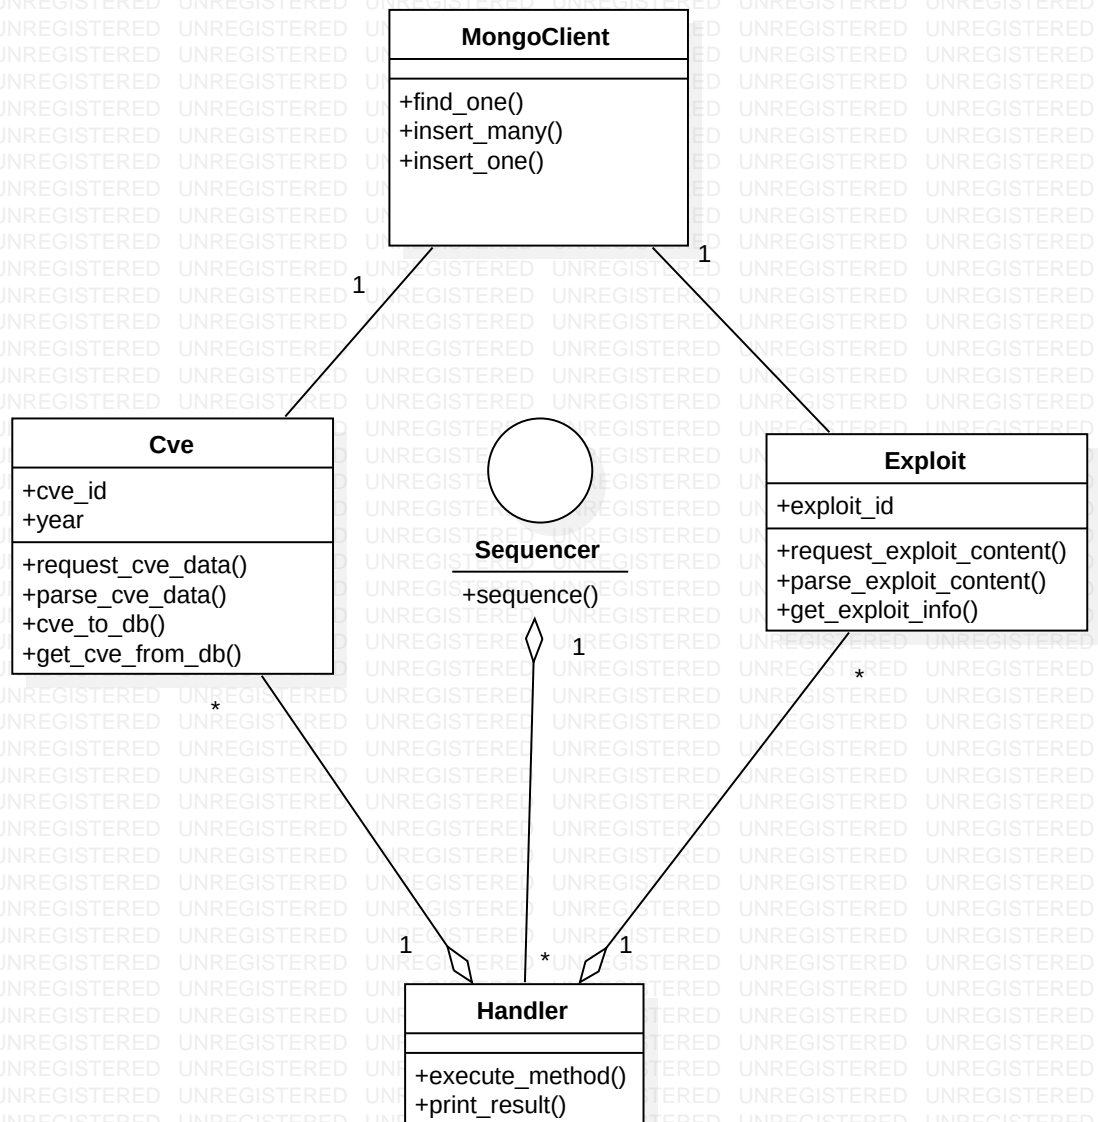 MongoClient
+find_one()
+insert_many()
+insert_one()
1
1
Cve
+cve_id
+year
+request_cve_data()
+parse_cve_data()
+cve_to_db()
+get_cve_from_db()
Sequencer
+sequence()
Exploit
+exploit_id
+request_exploit_content()
+parse_exploit_content()
+get_exploit_info()
1
*
*
1
*
1
Handler
+execute_method()
+print_result()
UNREGISTERED